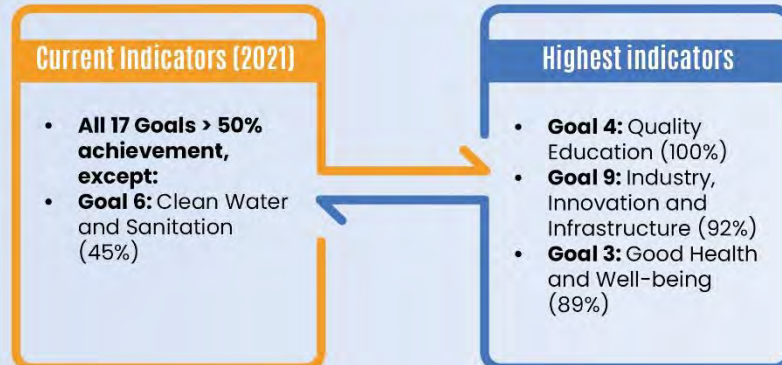 Current Indicators (2021)
• All 17 Goals > 50%
achievement,
except:
• Goal 6: Clean Water
and Sanitation
(45%)
Highest indicators
• Goal 4: Quality
Education (100%)
• Goal 9: Industry,
Innovation and
Infrastructure (92%)
• Goal 3: Good Health
and Well-being
(89%)